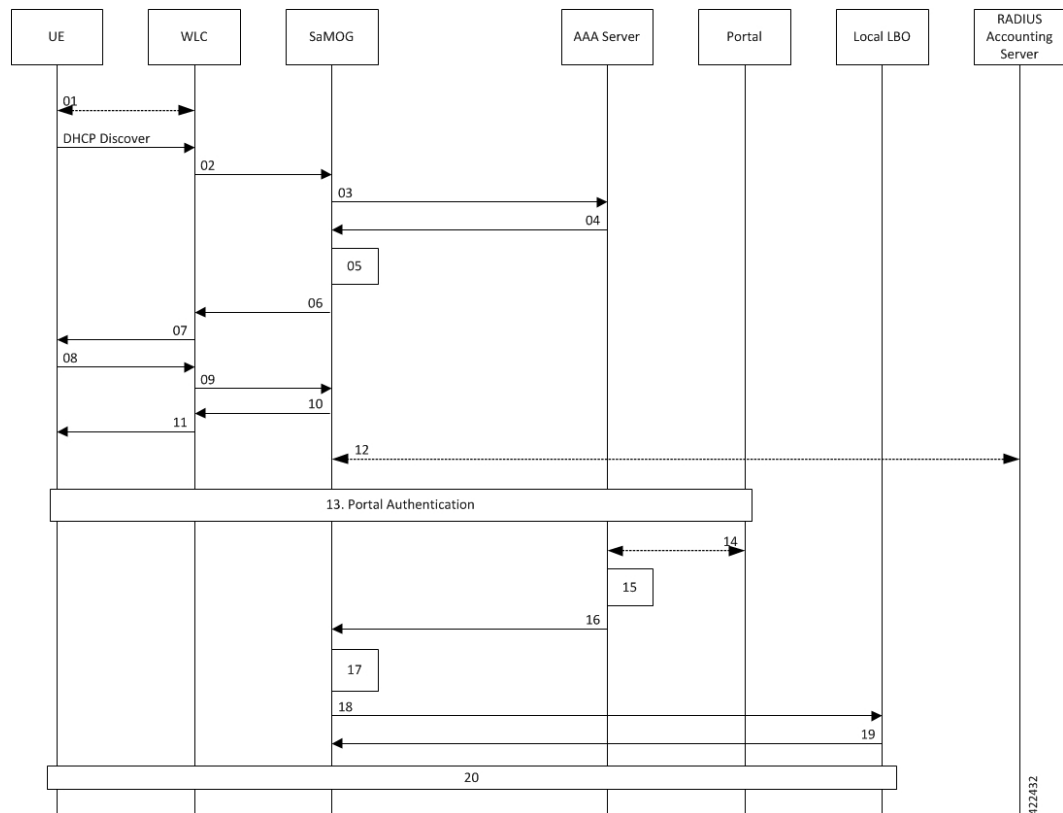 UE
WLC
SaMOG
AAA Server
Portal
Local LBO
RADIUS
Accounting
Server
01
DHCP Discover
02
03
04
05
06
07
08
09
10
11
12
13. Portal Authentication
14
15
16
17
18
19
20
422432